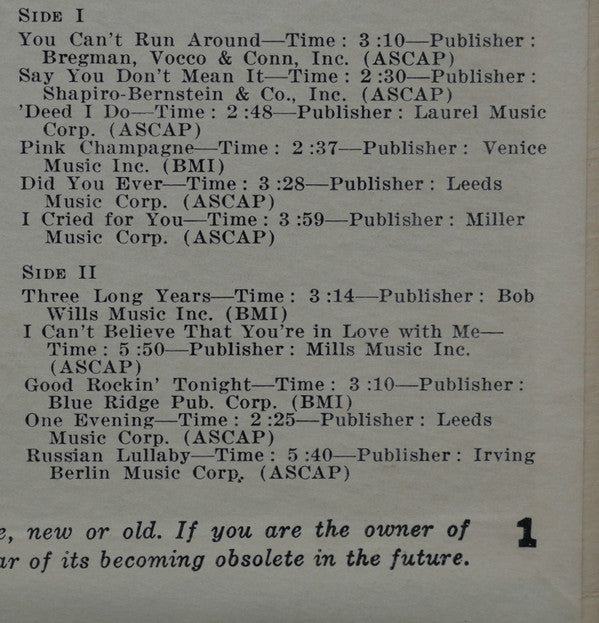 SIDE I
You Can't Run Around—Time: 3:10—Publisher:
Bregman, Vocco & Conn, Inc. (ASCAP)
Say You Don't Mean It—Time: 2:30—Publisher:
Shapiro-Bernstein & Co., Inc. (ASCAP)
'Deed I Do—Time: 2:48—Publisher: Laurel Music
Corp. (ASCAP)
Pink Champagne—Time: 2:37—Publisher: Venice
Music Inc. (BMI)
Did You Ever—Time: 3:28—Publisher: Leeds
Music Corp. (ASCAP)
I Cried for You—Time: 3:59—Publisher: Miller
Music Corp. (ASCAP)
SIDE II
Three Long Years—Time: 3:14—Publisher: Bob
Wills Music Inc. (BMI)
I Can't Believe That You're in Love with Me—
Time: 5:50—Publisher: Mills Music Inc.
(ASCAP)
Good Rockin' Tonight—Time: 3:10—Publisher:
Blue Ridge Pub. Corp. (BMI)
One Evening—Time: 2:25—Publisher: Leeds
Music Corp. (ASCAP)
Russian Lullaby—Time: 5:40—Publisher: Irving
Berlin Music Corp. (ASCAP)
new or old. If you are the owner of
of its becoming obsolete in the future.
1